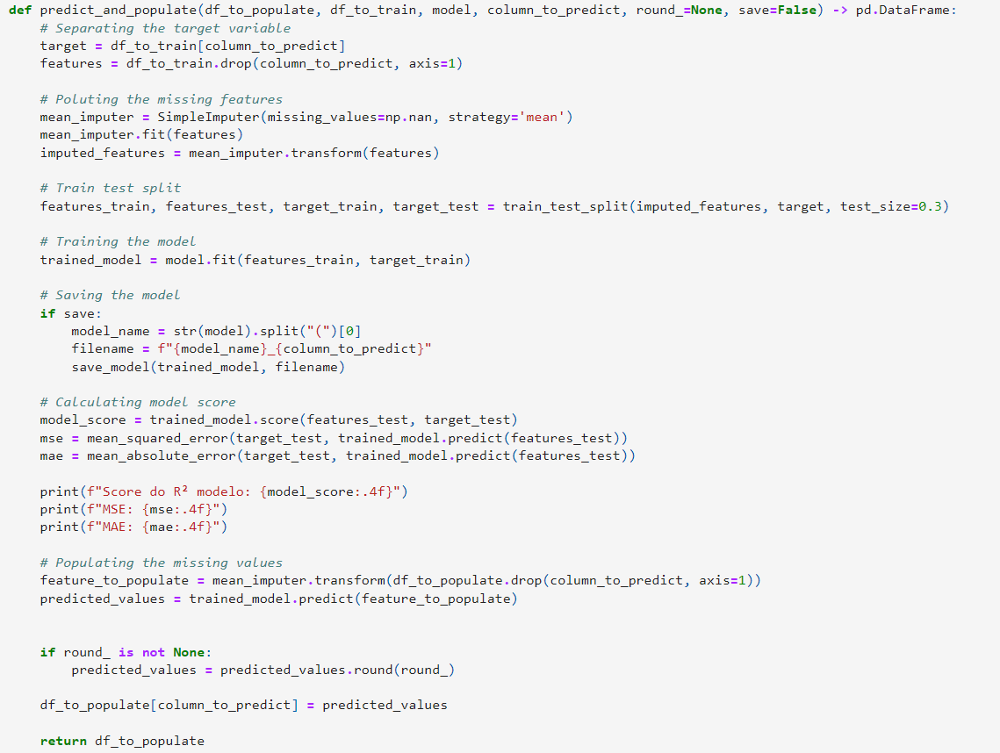 def predict_and_populate(df_to_populate, df_to_train, model, column_to_predict, round_=None, save=False) -> pd.DataFrame:
    # Separating the target variable
    target = df_to_train[column_to_predict]
    features = df_to_train.drop(column_to_predict, axis=1)

    # Poluting the missing features
    mean_imputer = SimpleImputer(missing_values=np.nan, strategy='mean')
    mean_imputer.fit(features)
    imputed_features = mean_imputer.transform(features)

    # Train test split
    features_train, features_test, target_train, target_test = train_test_split(imputed_features, target, test_size=0.3)

    # Training the model
    trained_model = model.fit(features_train, target_train)

    # Saving the model
    if save:
        model_name = str(model).split("(")[0]
        filename = f"{model_name}_{column_to_predict}"
        save_model(trained_model, filename)

    # Calculating model score
    model_score = trained_model.score(features_test, target_test)
    mse = mean_squared_error(target_test, trained_model.predict(features_test))
    mae = mean_absolute_error(target_test, trained_model.predict(features_test))

    print(f"Score do R² modelo: {model_score:.4f}")
    print(f"MSE: {mse:.4f}")
    print(f"MAE: {mae:.4f}")

    # Populating the missing values
    feature_to_populate = mean_imputer.transform(df_to_populate.drop(column_to_predict, axis=1))
    predicted_values = trained_model.predict(feature_to_populate)


    if round_ is not None:
        predicted_values = predicted_values.round(round_)

    df_to_populate[column_to_predict] = predicted_values

    return df_to_populate